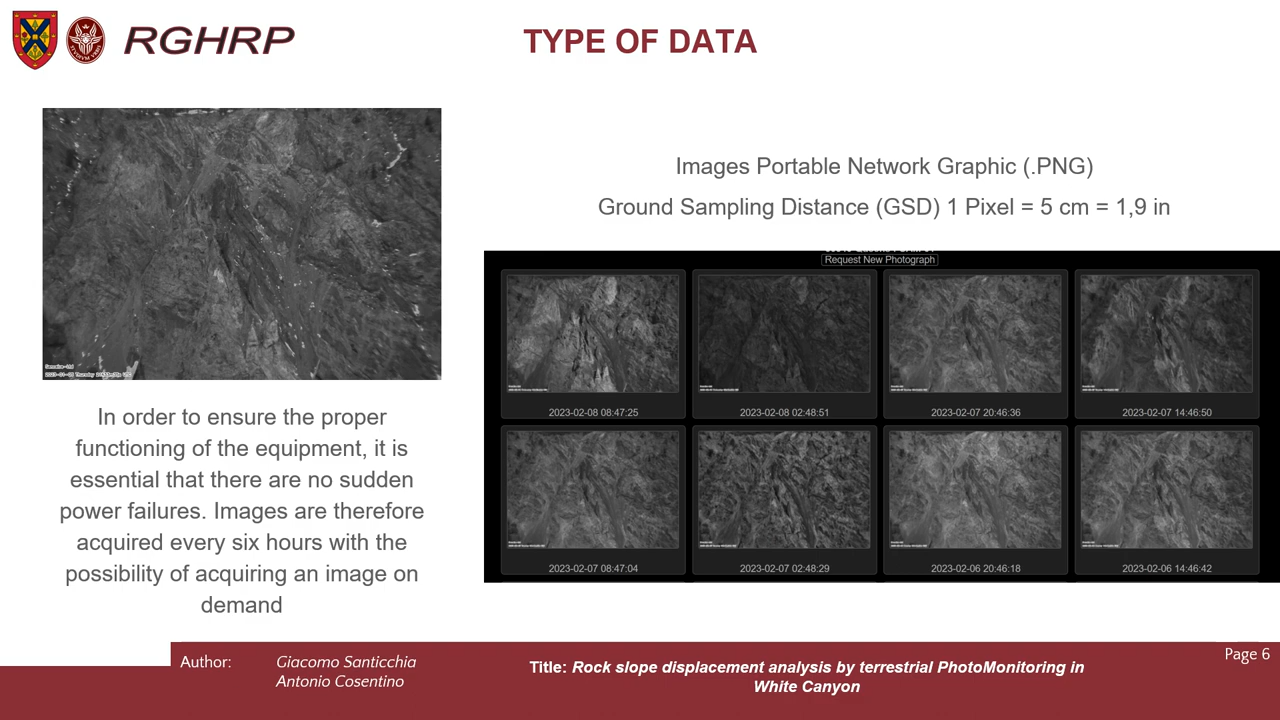 RGHRP
TYPE OF DATA
Images Portable Network Graphic (.PNG)
Ground Sampling Distance (GSD) 1 Pixel = 5 cm = 1,9 in
Request New Photograph
2023-02-08 08:47:25
2023-02-08 02:48:51
2023-02-07 20:46:36
2023-02-07 14:46:50
2023-02-07 08:47:04
2023-02-07 02:48:29
2023-02-06 20:46:18
2023-02-06 14:46:42
In order to ensure the proper
functioning of the equipment, it is
essential that there are no sudden
power failures. Images are therefore
acquired every six hours with the
possibility of acquiring an image on
demand
Author:
Giacomo Santicchia
Antonio Cosentino
Title: Rock slope displacement analysis by terrestrial PhotoMonitoring in
White Canyon
Page 6